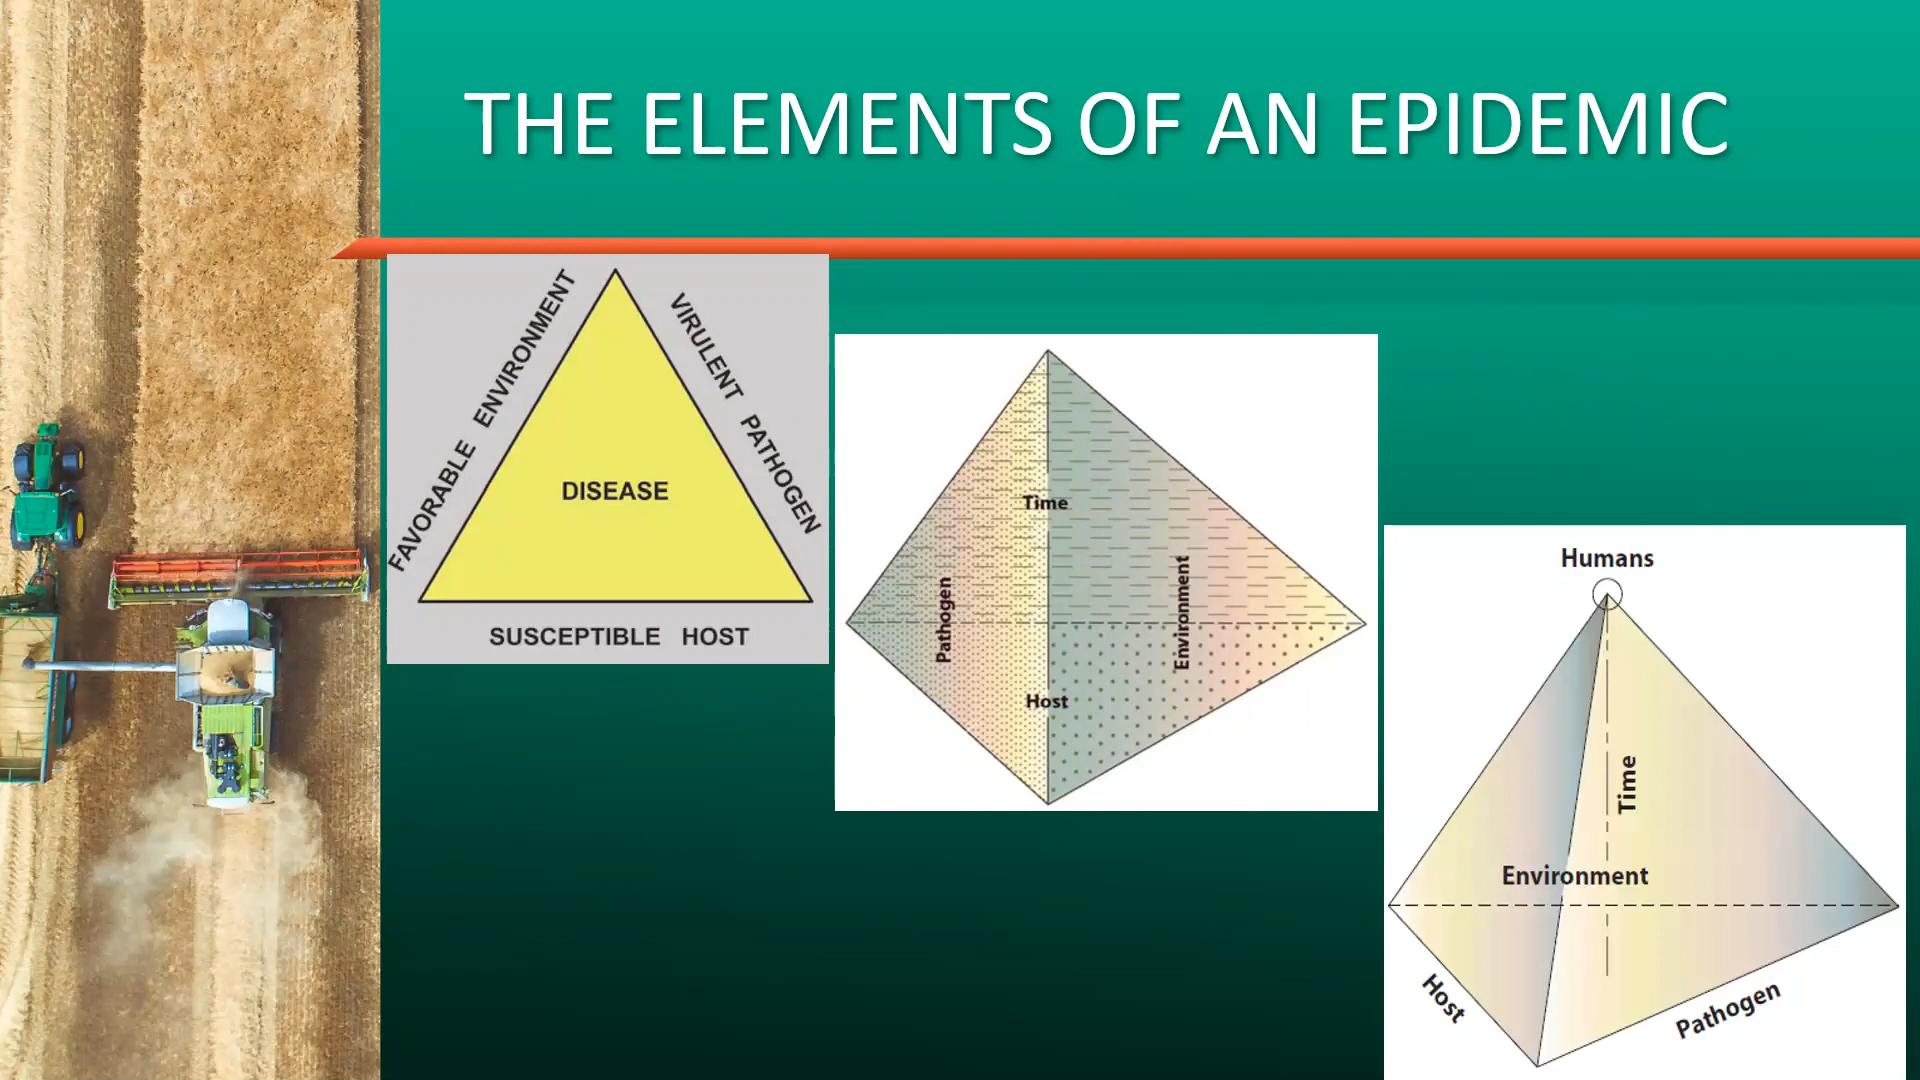 THE ELEMENTS OF AN EPIDEMIC
FAVORABLE ENVIRONMENT
VIRULENT PATHOGEN
DISEASE
SUSCEPTIBLE HOST
Time
Pathogen
Environment
Host
Humans
Time
Environment
Host
Pathogen